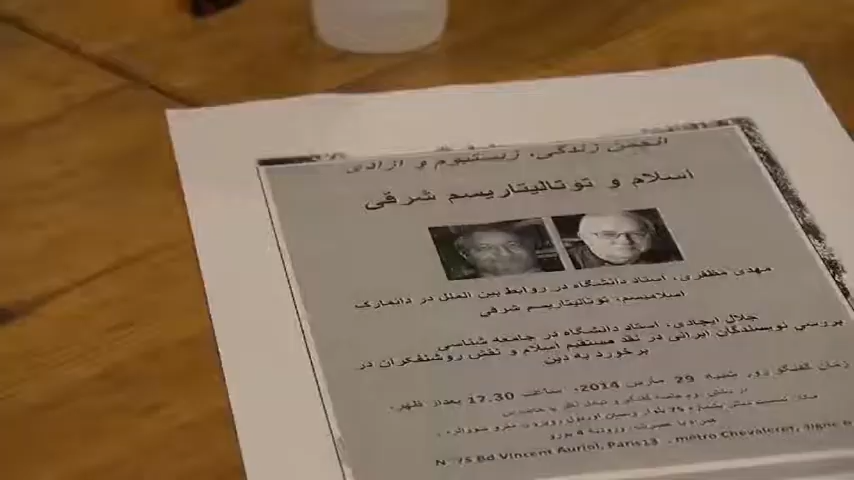 انجمن زندگی، زیستبوم و آزادی
اسلام و توتالیتاریسم شرقی
مهدی مظفری، استاد دانشگاه در روابط بین الملل در دانمارک
اسلامیسم، توتالیتاریسم شرقی
جلال ایجادی، استاد دانشگاه در جامعه شناسی
بررسی نویسندگان ایرانی در نقد مستقیم اسلام و نقش روشنفکران در
برخورد به دین
زمان گفتگو: روز شنبه 29 مارس 2014، ساعت 17.30 بعداز ظهر.
N° 75 Bd Vincent Auriol, Paris13 , metro Chevaleret, ligne 6